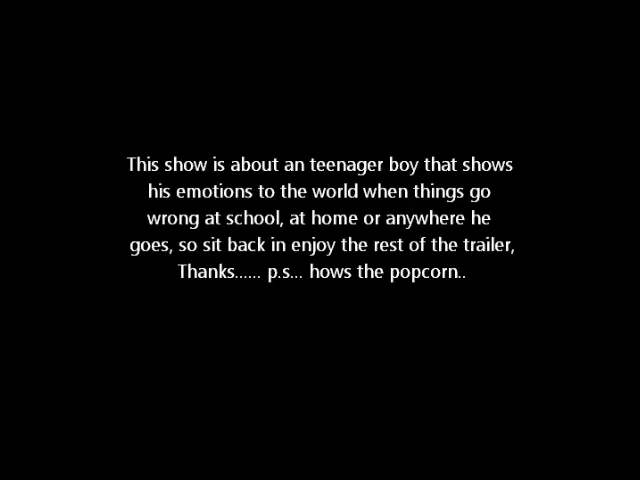 This show is about an teenager boy that shows
his emotions to the world when things go
wrong at school, at home or anywhere he
goes, so sit back in enjoy the rest of the trailer,
Thanks...... p.s... hows the popcorn..